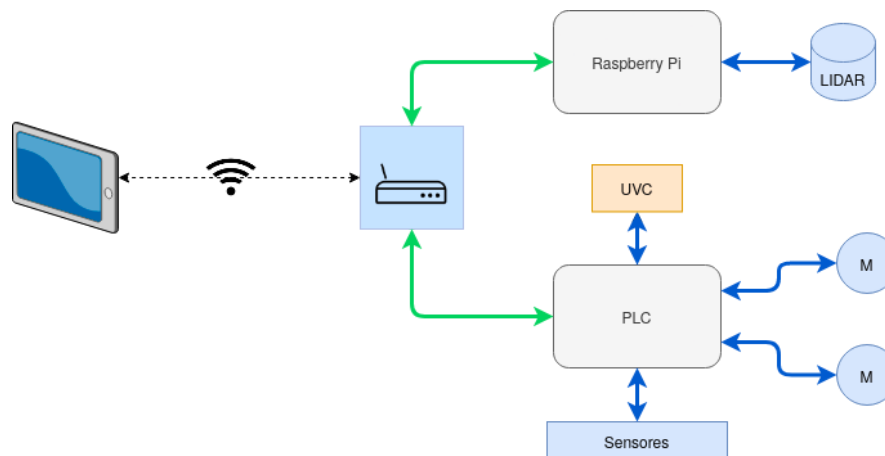 Raspberry Pi
LIDAR
UVC
M
PLC
M
Sensores